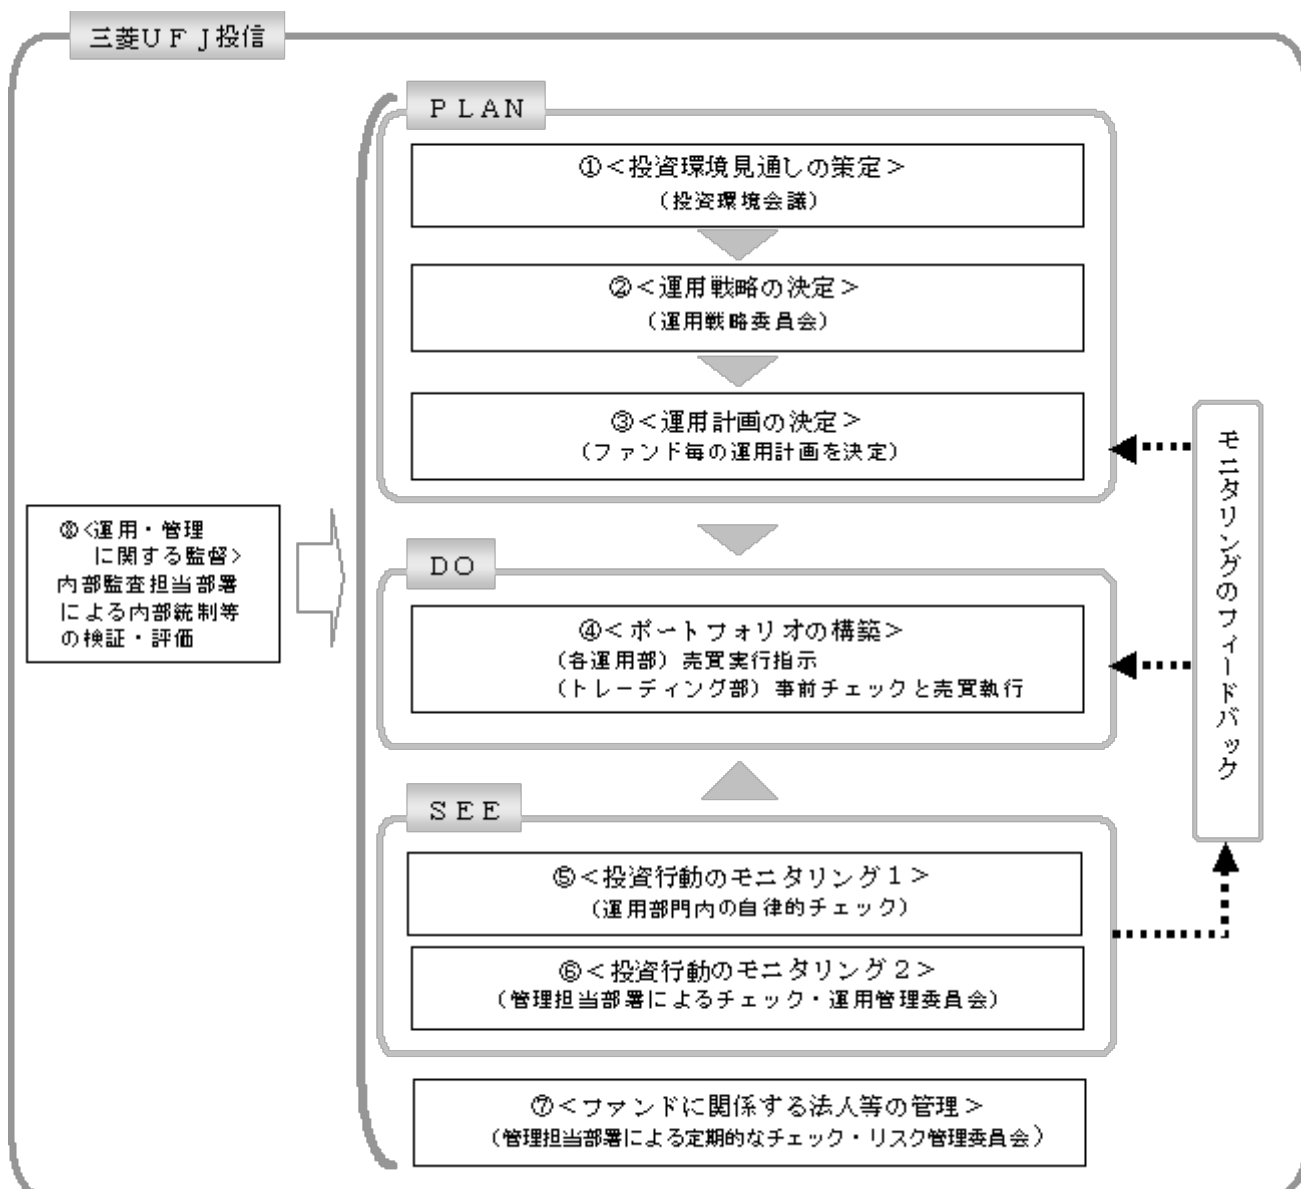 三菱ＵＦＪ投信
ＰＬＡＮ
①＜投資環境見通しの策定＞
（投資環境会議）
②＜運用戦略の決定＞
（運用戦略委員会）
③＜運用計画の決定＞
（ファンド毎の運用計画を決定）
⑧＜運用・管理
に関する監督＞
内部監査担当部署
による内部統制等
の検証・評価
ＤＯ
④＜ポートフォリオの構築＞
（各運用部）売買実行指示
（トレーディング部）事前チェックと売買執行
モニタリングのフィードバック
ＳＥＥ
⑤＜投資行動のモニタリング１＞
（運用部門内の自律的チェック）
⑥＜投資行動のモニタリング２＞
（管理担当部署によるチェック・運用管理委員会）
⑦＜ファンドに関係する法人等の管理＞
（管理担当部署による定期的なチェック・リスク管理委員会）